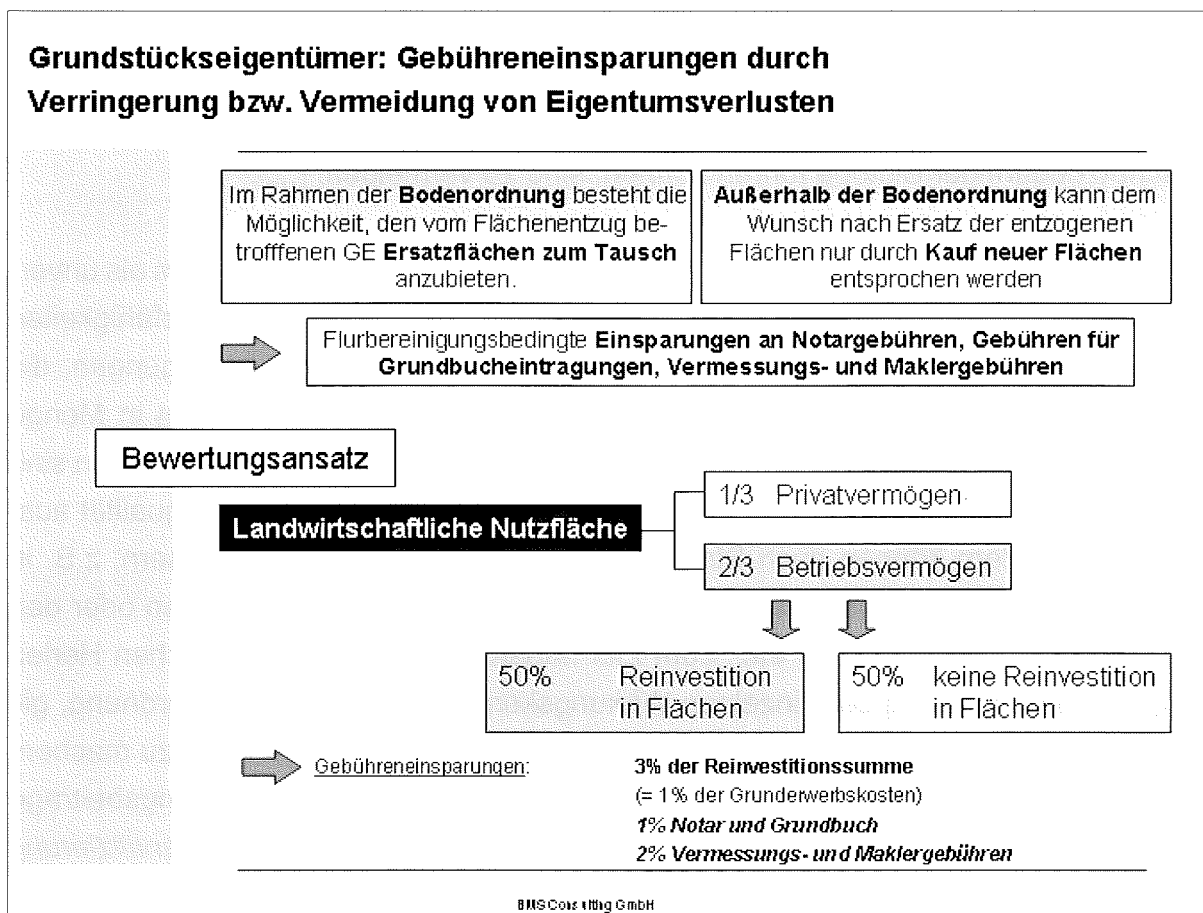 Grundstückseigentümer: Gebühreneinsparungen durch
Verringerung bzw. Vermeidung von Eigentumsverlusten
Im Rahmen der Bodenordnung besteht die
Möglichkeit, den vom Flächenentzug be-
trofffenen GE Ersatzflächen zum Tausch
anzubieten.
Außerhalb der Bodenordnung kann dem
Wunsch nach Ersatz der entzogenen
Flächen nur durch Kauf neuer Flächen
entsprochen werden
Flurbereinigungsbedingte Einsparungen an Notargebühren, Gebühren für
Grundbucheintragungen, Vermessungs- und Maklergebühren
Bewertungsansatz
Landwirtschaftliche Nutzfläche
1/3 Privatvermögen
2/3 Betriebsvermögen
50% Reinvestition
in Flächen
50% keine Reinvestition
in Flächen
Gebühreneinsparungen:
3% der Reinvestitionssumme
(= 1% der Grunderwerbskosten)
1% Notar und Grundbuch
2% Vermessungs- und Maklergebühren
BMS Consulting GmbH